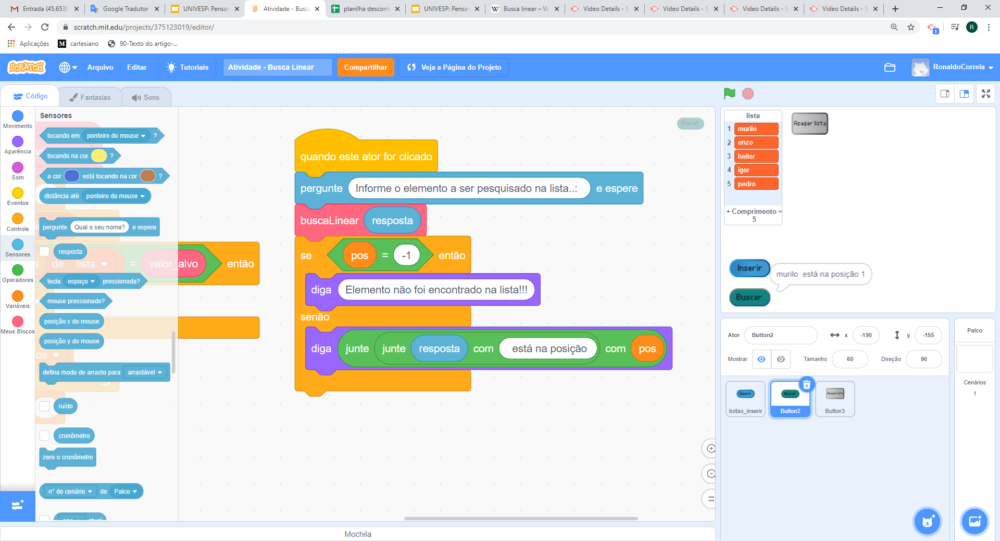 Entrada (45.653)
Google Tradutor
UNIVESP: Pensan
Atividade - Busca
planilha descont
UNIVESP: Pensan
Busca linear – W
Video Details - S
Video Details - S
Video Details - S
Video Details - S
scratch.mit.edu/projects/375123019/editor/
R
1
Aplicações
M
cartesiano
90-Texto do artigo-...
SCRATCH
Arquivo
Editar
Tutoriais
Atividade - Busca Linear
Compartilhar
Veja a Página do Projeto
RonaldoCorreia
Código
Fantasias
Sons
Movimento
Aparência
Som
Eventos
Controle
Sensores
Operadores
Variáveis
Meus Blocos
Sensores
tocando em ponteiro do mouse ?
tocando na cor ?
a cor está tocando na cor ?
distância até ponteiro do mouse
pergunte Qual o seu nome? e espere
resposta
tecla espaço pressionada?
mouse pressionado?
posição x do mouse
posição y do mouse
defina modo de arrasto para arrastável
ruído
cronômetro
zere o cronômetro
n° do cenário de Palco
de lista = valor_alvo então
quando este ator for clicado
pergunte Informe o elemento a ser pesquisado na lista..: e espere
buscaLinear resposta
se pos = -1 então
diga Elemento não foi encontrado na lista!!!
senão
diga junte junte resposta com está na posição com pos
Buscar
lista
1 murilo
2 enzo
3 heitor
4 igor
5 pedro
+ Comprimento =
5
Apagar lista
Inserir
murilo está na posição 1
Buscar
Ator Button2 x -190 y -155
Mostrar Tamanho 60 Direção 90
Inserir
botao_inserir
Buscar
Button2
Apagar lista
Button3
Palco
Cenários
1
Mochila